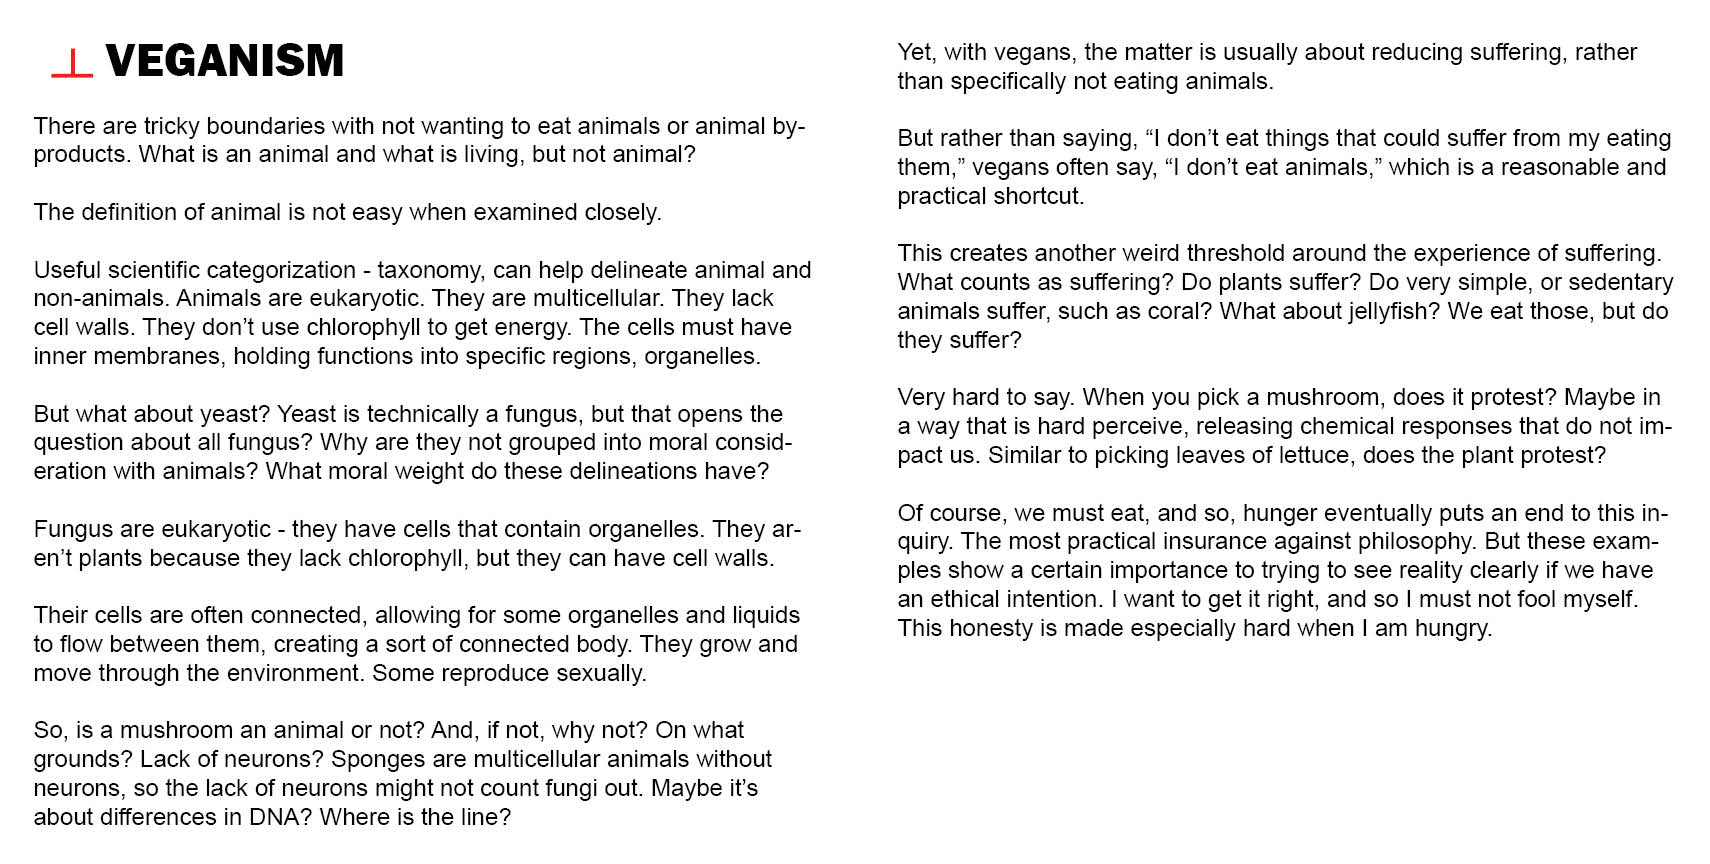 VEGANISM
There are tricky boundaries with not wanting to eat animals or animal by-
products. What is an animal and what is living, but not animal?
The definition of animal is not easy when examined closely.
Useful scientific categorization - taxonomy, can help delineate animal and
non-animals. Animals are eukaryotic. They are multicellular. They lack
cell walls. They don’t use chlorophyll to get energy. The cells must have
inner membranes, holding functions into specific regions, organelles.
But what about yeast? Yeast is technically a fungus, but that opens the
question about all fungus? Why are they not grouped into moral consid-
eration with animals? What moral weight do these delineations have?
Fungus are eukaryotic - they have cells that contain organelles. They ar-
en’t plants because they lack chlorophyll, but they can have cell walls.
Their cells are often connected, allowing for some organelles and liquids
to flow between them, creating a sort of connected body. They grow and
move through the environment. Some reproduce sexually.
So, is a mushroom an animal or not? And, if not, why not? On what
grounds? Lack of neurons? Sponges are multicellular animals without
neurons, so the lack of neurons might not count fungi out. Maybe it’s
about differences in DNA? Where is the line?
Yet, with vegans, the matter is usually about reducing suffering, rather
than specifically not eating animals.
But rather than saying, “I don’t eat things that could suffer from my eating
them,” vegans often say, “I don’t eat animals,” which is a reasonable and
practical shortcut.
This creates another weird threshold around the experience of suffering.
What counts as suffering? Do plants suffer? Do very simple, or sedentary
animals suffer, such as coral? What about jellyfish? We eat those, but do
they suffer?
Very hard to say. When you pick a mushroom, does it protest? Maybe in
a way that is hard perceive, releasing chemical responses that do not im-
pact us. Similar to picking leaves of lettuce, does the plant protest?
Of course, we must eat, and so, hunger eventually puts an end to this in-
quiry. The most practical insurance against philosophy. But these exam-
ples show a certain importance to trying to see reality clearly if we have
an ethical intention. I want to get it right, and so I must not fool myself.
This honesty is made especially hard when I am hungry.